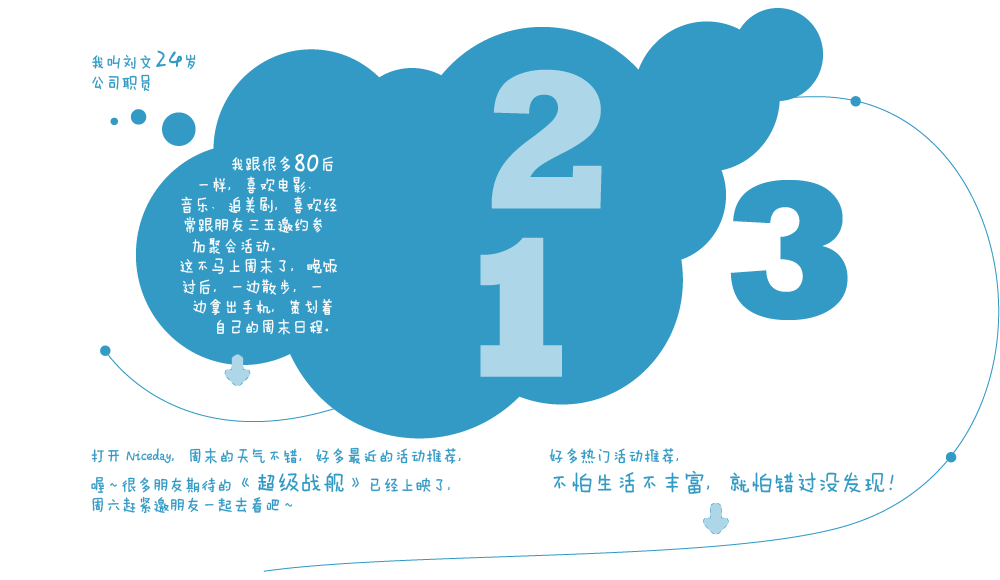 我叫刘文24岁
公司职员
我跟很多80后
一样，喜欢电影、
音乐、追美剧，喜欢经
常跟朋友三五邀约参
加聚会活动。
这不马上周末了，晚饭
过后，一边散步，一
边拿出手机，策划着
自己的周末日程。
2
1
3
打开 Niceday，周末的天气不错，好多最近的活动推荐，
喔~很多朋友期待的《超级战舰》已经上映了，
周六赶紧邀朋友一起去看吧~
好多热门活动推荐，
不怕生活不丰富，就怕错过没发现！